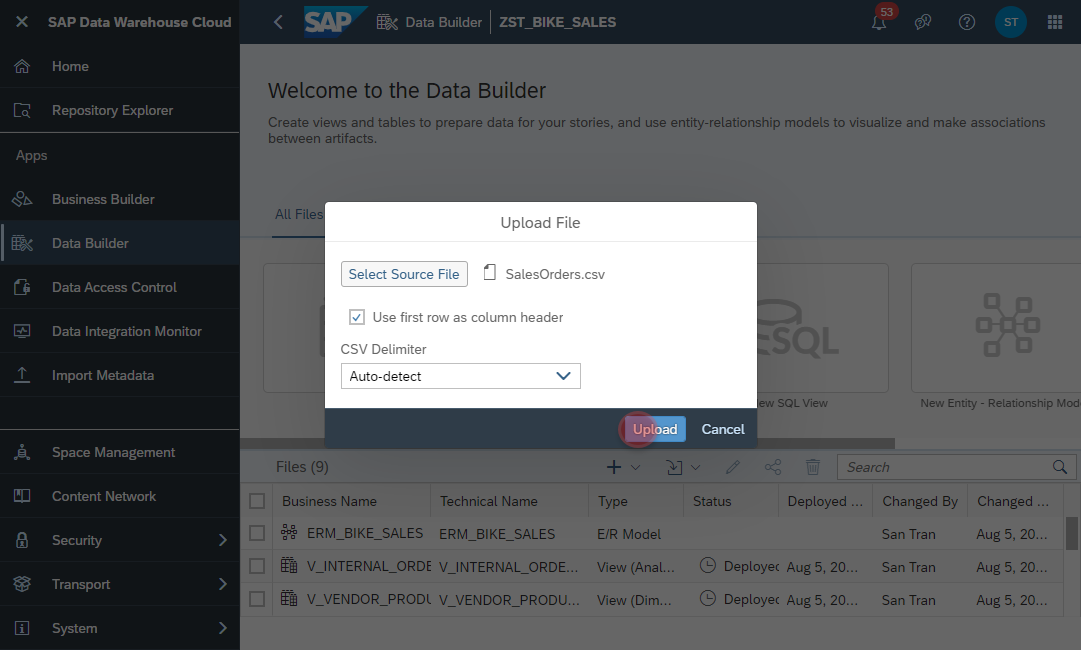 SAP Data Warehouse Cloud
SAP
Data Builder
ZST_BIKE_SALES
53
ST
Home
Repository Explorer
Apps
Business Builder
Data Builder
Data Access Control
Data Integration Monitor
Import Metadata
Space Management
Content Network
Security
Transport
System
Welcome to the Data Builder
Create views and tables to prepare data for your stories, and use entity-relationship models to visualize and make associations
between artifacts.
All Files
Upload File
Select Source File
SalesOrders.csv
Use first row as column header
CSV Delimiter
Auto-detect
Upload
Cancel
SQL
ew SQL View
New Entity - Relationship Mod
Files (9)
Search
Business Name Technical Name Type Status Deployed ... Changed By Changed ...
ERM_BIKE_SALES ERM_BIKE_SALES E/R Model San Tran Aug 5, 20...
V_INTERNAL_ORDE V_INTERNAL_ORDE... View (Anal... Deployed Aug 5, 20... San Tran Aug 5, 20...
V_VENDOR_PRODU V_VENDOR_PRODU... View (Dim... Deployed Aug 5, 20... San Tran Aug 5, 20...